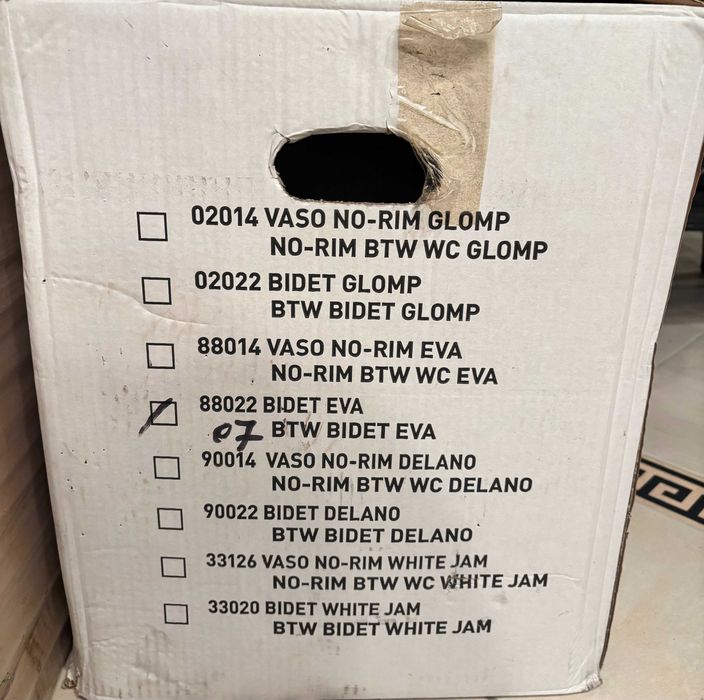 02014 VASO NO-RIM GLOMP
NO-RIM BTW WC GLOMP
02022 BIDET GLOMP
BTW BIDET GLOMP
88014 VASO NO-RIM EVA
NO-RIM BTW WC EVA
88022 BIDET EVA
07 BTW BIDET EVA
90014 VASO NO-RIM DELANO
NO-RIM BTW WC DELANO
90022 BIDET DELANO
BTW BIDET DELANO
33126 VASO NO-RIM WHITE JAM
NO-RIM BTW WC WHITE JAM
33020 BIDET WHITE JAM
BTW BIDET WHITE JAM